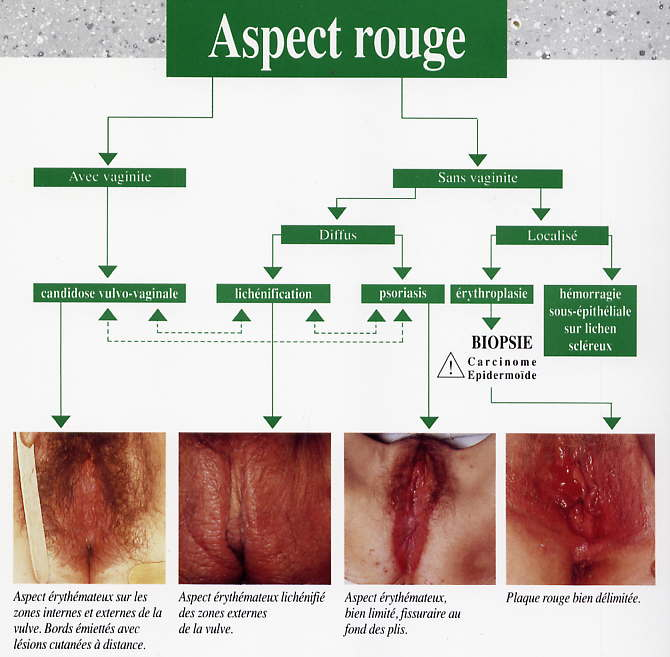 Aspect rouge
Avec vaginite
Sans vaginite
Diffus
Localisé
candidose vulvo-vaginale
lichénification
psoriasis
érythroplasie
hémorragie
sous-épithéliale
sur lichen
scléreux
BIOPSIE
! Carcinome
Epidermoïde
Aspect érythémateux sur les
zones internes et externes de la
vulve. Bords émiettés avec
lésions cutanées à distance.
Aspect érythémateux lichénifié
des zones externes
de la vulve.
Aspect érythémateux,
bien limité, fissuraire au
fond des plis.
Plaque rouge bien délimitée.